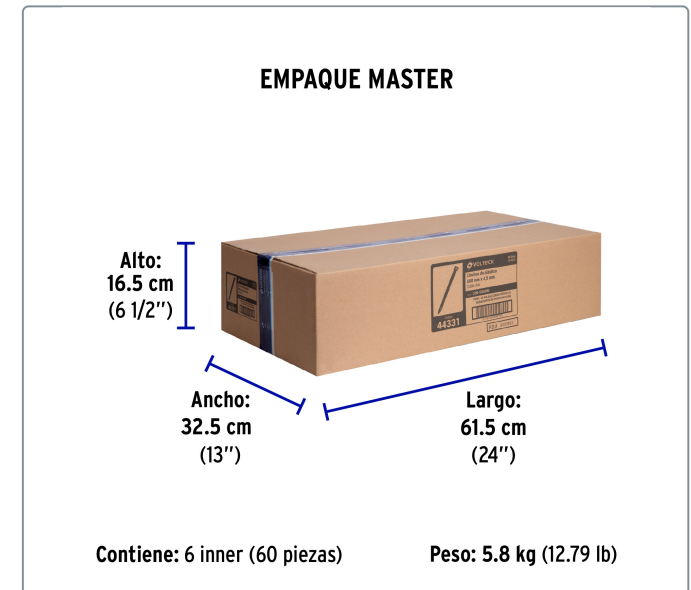 EMPAQUE MASTER
Alto:
16.5 cm
(6 1/2")
Ancho:
32.5 cm
(13")
Largo:
61.5 cm
(24")
VOLTECK
44331
Contiene: 6 inner (60 piezas)
Peso: 5.8 kg (12.79 lb)